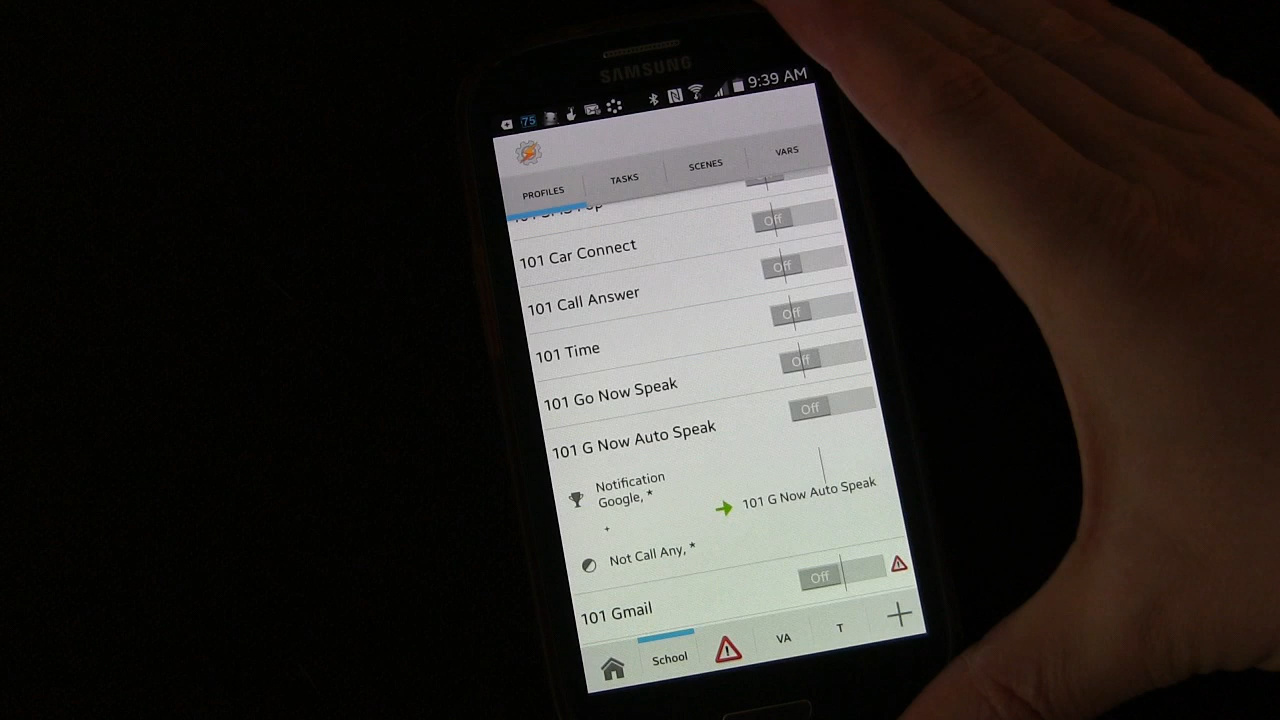 SAMSUNG
75 9:39 AM
PROFILES TASKS SCENES VARS
Off
101 Car Connect Off
101 Call Answer Off
101 Time Off
101 Go Now Speak Off
101 G Now Auto Speak
Notification
Google, *
101 G Now Auto Speak
+
Not Call Any, *
101 Gmail Off
School VA T